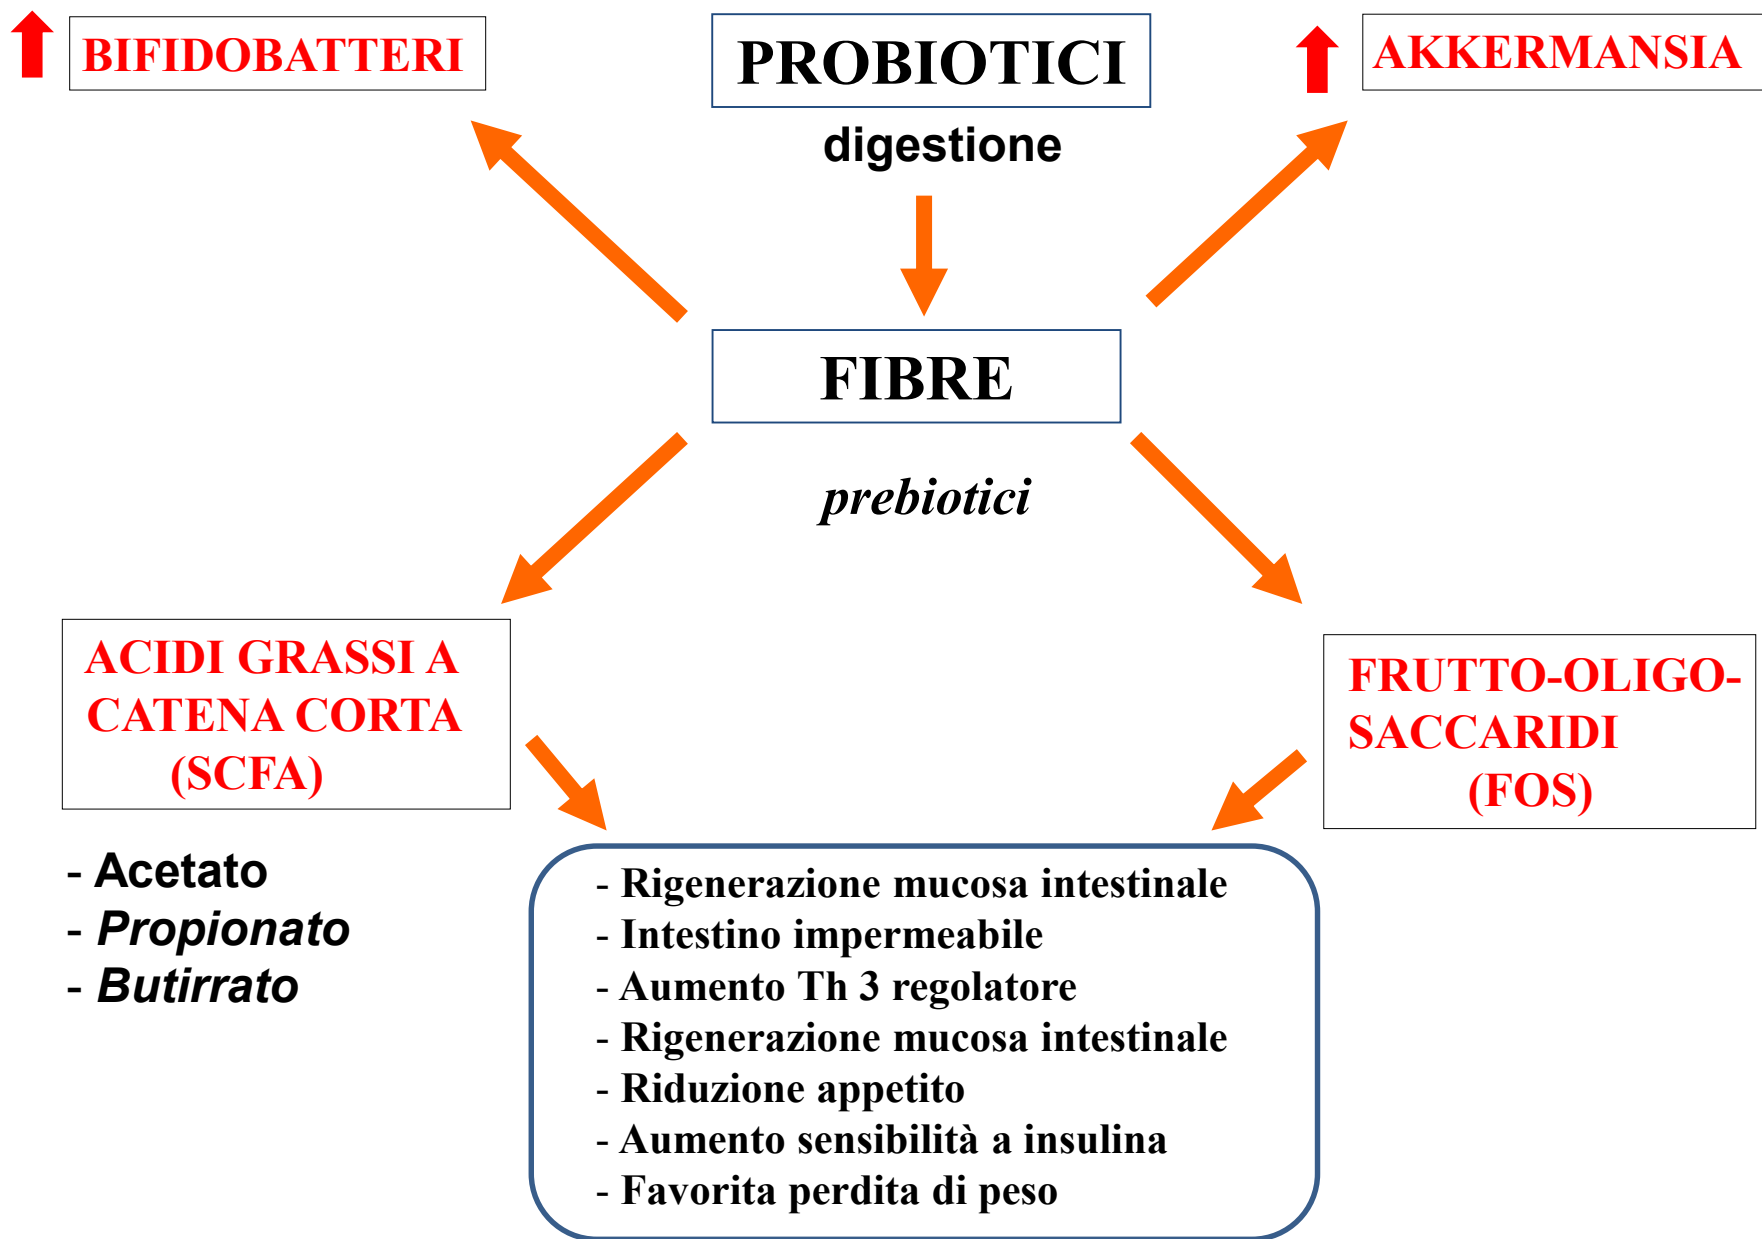 BIFIDOBATTERI
PROBIOTICI
AKKERMANSIA
digestione
FIBRE
prebiotici
ACIDI GRASSI A
CATENA CORTA
(SCFA)
FRUTTO-OLIGO-
SACCARIDI
(FOS)
- Acetato
- Propionato
- Butirrato
- Rigenerazione mucosa intestinale
- Intestino impermeabile
- Aumento Th 3 regolatore
- Rigenerazione mucosa intestinale
- Riduzione appetito
- Aumento sensibilità a insulina
- Favorita perdita di peso